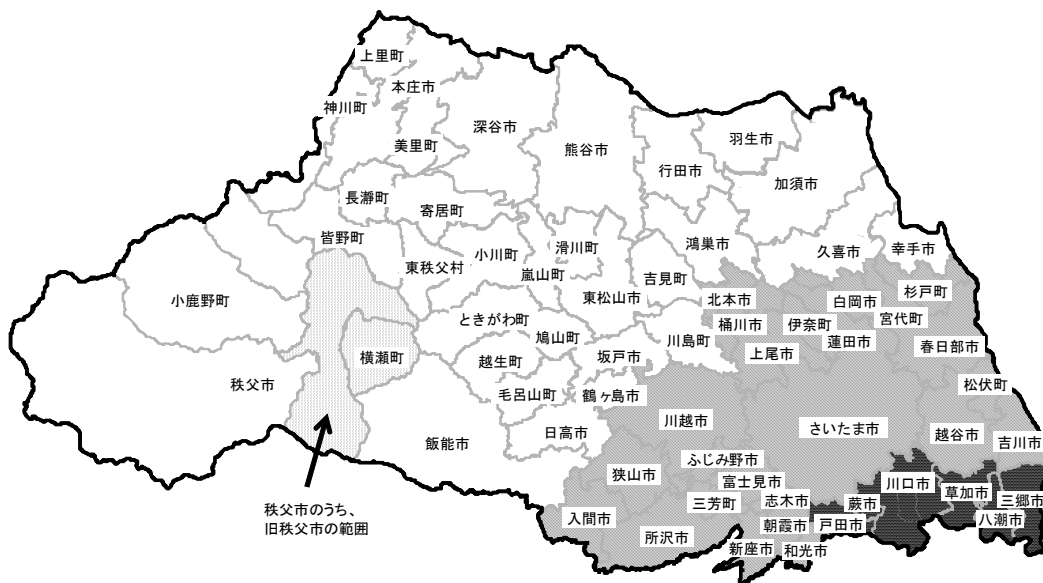 上里町
本庄市
神川町
深谷市
美里町
熊谷市
羽生市
行田市
加須市
長瀞町
寄居町
皆野町
小川町
滑川町
鴻巣市
久喜市
幸手市
東秩父村
嵐山町
吉見町
小鹿野町
東松山市
北本市
白岡市
杉戸町
ときがわ町
鳩山町
川島町
桶川市
伊奈町
宮代町
横瀬町
越生町
坂戸市
上尾市
蓮田市
春日部市
秩父市
毛呂山町
鶴ヶ島市
松伏町
飯能市
日高市
川越市
さいたま市
越谷市
吉川市
ふじみ野市
狭山市
富士見市
川口市
草加市
三郷市
三芳町
志木市
蕨市
入間市
所沢市
朝霞市
戸田市
八潮市
新座市
和光市
秩父市のうち、
旧秩父市の範囲